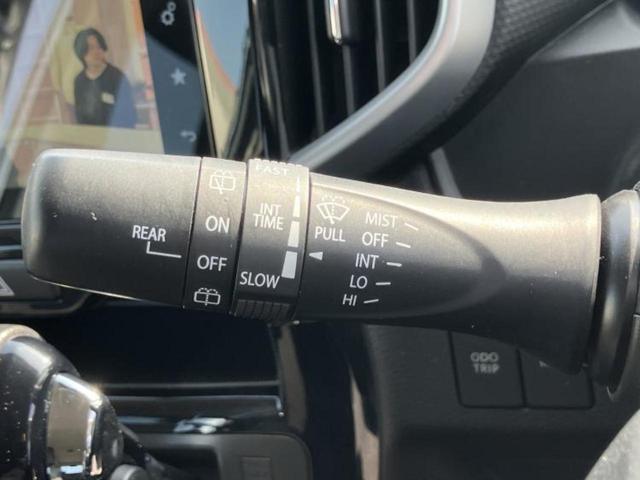 REAR
ON
OFF
FAST
INT
TIME
SLOW
PULL
MIST
OFF
INT
LO
HI
ODO
TRIP